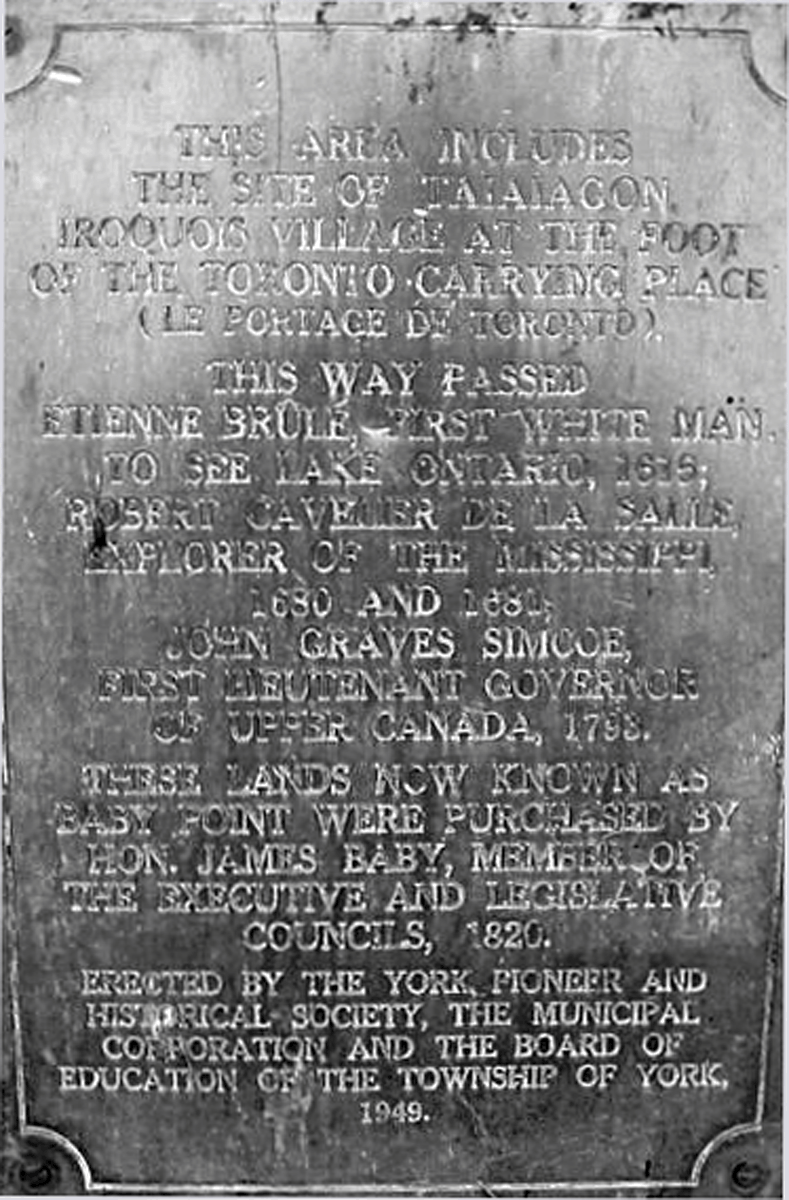 THIS AREA INCLUDES
THE SITE OF TAIAIAGON,
IROQUOIS VILLAGE AT THE FOOT
OF THE TORONTO CARRYING PLACE
(LE PORTAGE DE TORONTO).
THIS WAY PASSED
ETIENNE BRÛLÉ, FIRST WHITE MAN
TO SEE LAKE ONTARIO, 1615;
ROBERT CAVELIER DE LA SALLE,
EXPLORER OF THE MISSISSIPPI,
1680 AND 1681;
JOHN GRAVES SIMCOE,
FIRST LIEUTENANT GOVERNOR
OF UPPER CANADA, 1793.
THESE LANDS NOW KNOWN AS
BABY POINT WERE PURCHASED BY
HON. JAMES BABY, MEMBER OF
THE EXECUTIVE AND LEGISLATIVE
COUNCILS, 1820.
ERECTED BY THE YORK PIONEER AND
HISTORICAL SOCIETY, THE MUNICIPAL
CORPORATION AND THE BOARD OF
EDUCATION OF THE TOWNSHIP OF YORK,
1949.